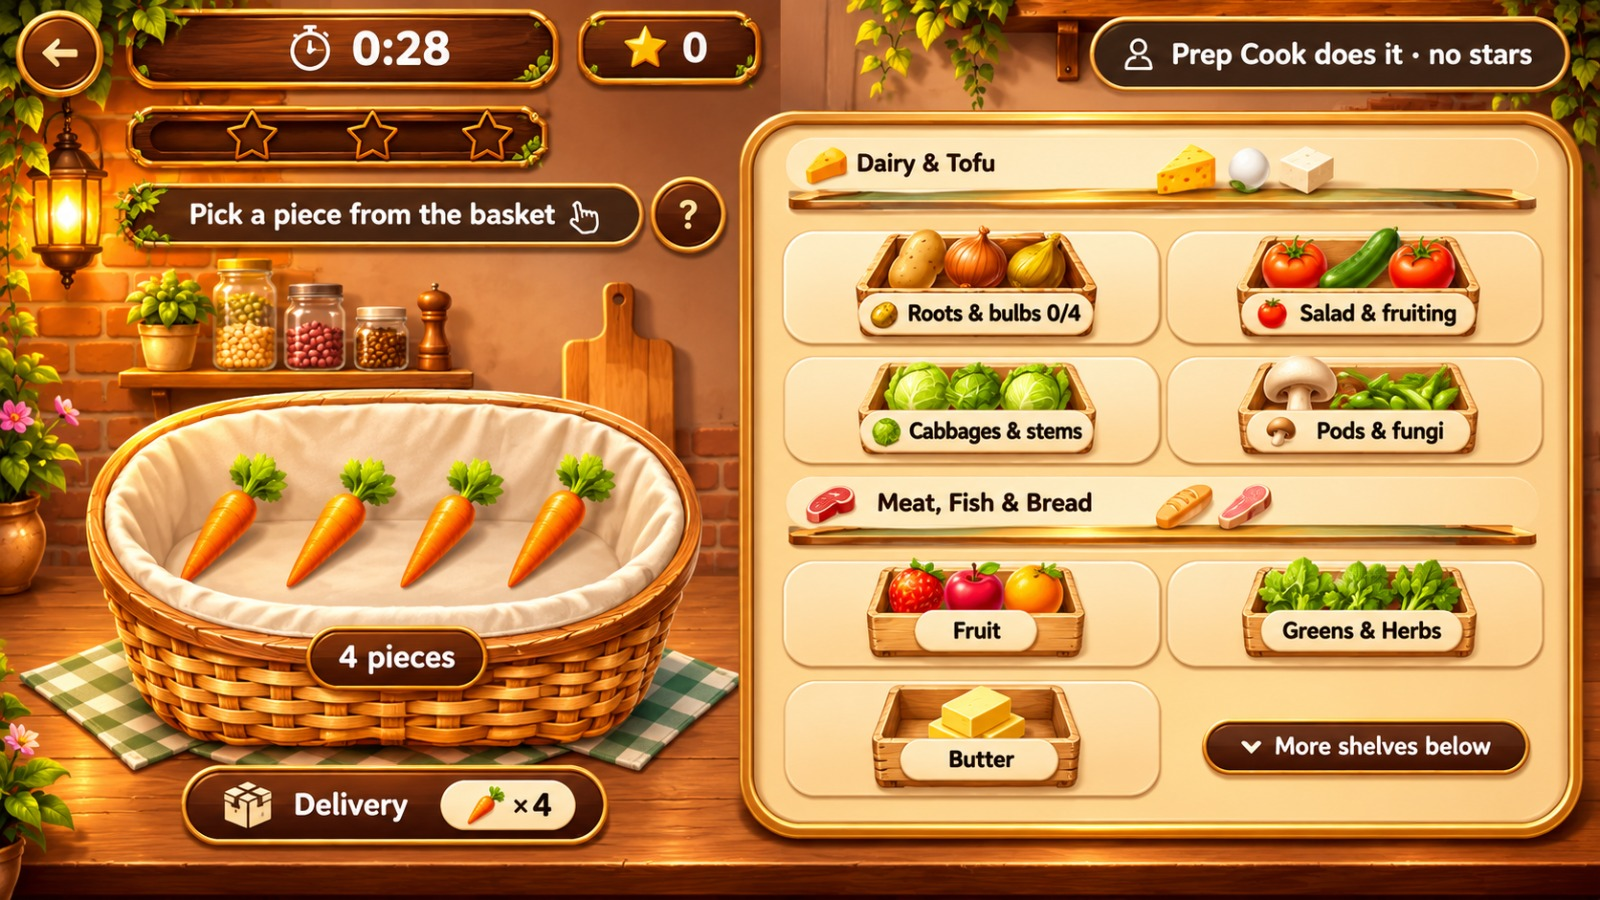 0:28
0
Prep Cook does it · no stars
Pick a piece from the basket
?
4 pieces
Delivery
×4
Dairy & Tofu
Roots & bulbs 0/4
Salad & fruiting
Cabbages & stems
Pods & fungi
Meat, Fish & Bread
Fruit
Greens & Herbs
Butter
More shelves below